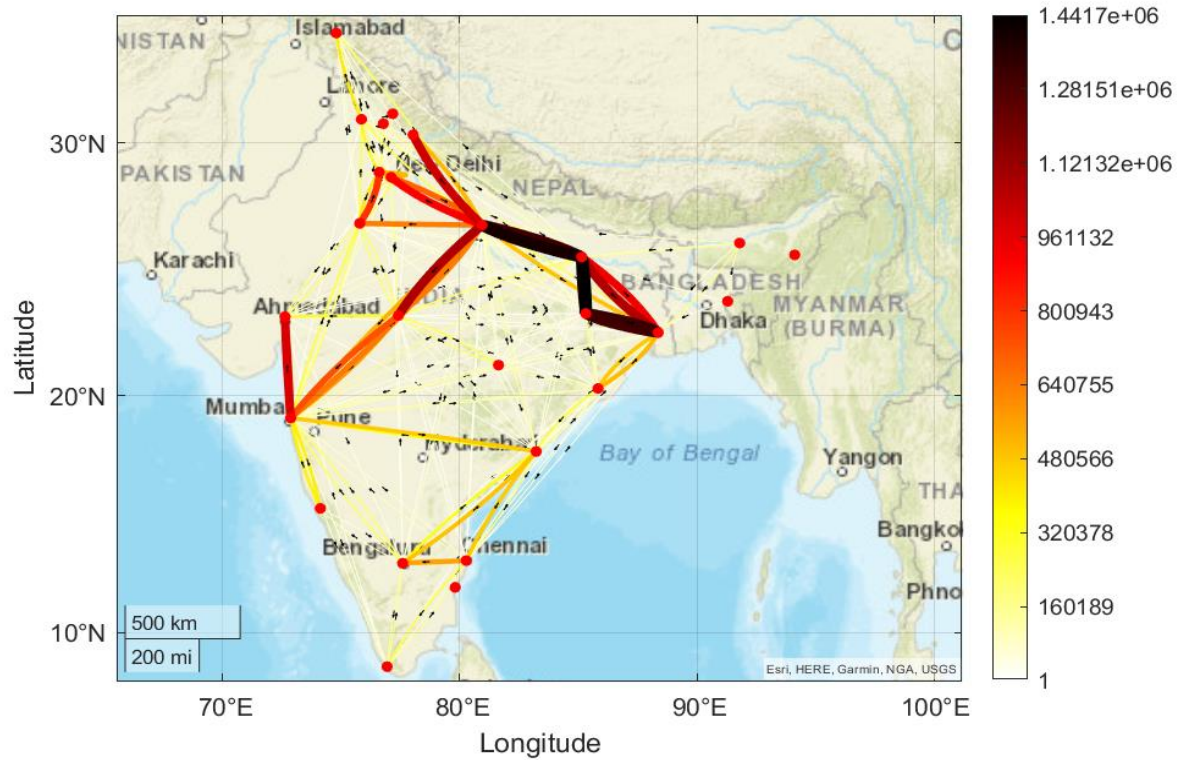 Islamabad
NISTAN
Lahore
30°N
PAKISTAN
New Delhi
NEPAL
Karachi
BANGLADESH
Ahmedabad
INDIA
Dhaka
MYANMAR
(BURMA)
20°N
Mumbai
Pune
Hyderabad
Bay of Bengal
Yangon
THA
Bengaluru
Chennai
Bangkok
Phno
10°N
500 km
200 mi
Esri, HERE, Garmin, NGA, USGS
70°E
80°E
90°E
100°E
Longitude
Latitude
1.4417e+06
1.28151e+06
1.12132e+06
961132
800943
640755
480566
320378
160189
1